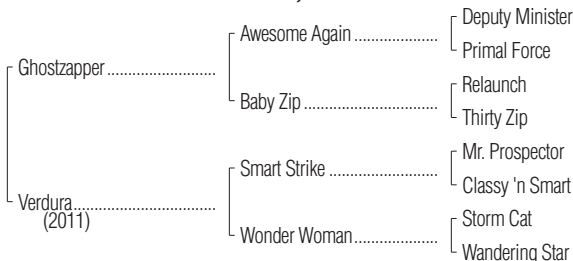 Deputy Minister
Awesome Again ....................
Primal Force
Ghostzapper ..........................
Relaunch
Baby Zip ................................
Thirty Zip
Mr. Prospector
Smart Strike ..........................
Classy 'n Smart
Verdura..................................
(2011)
Storm Cat
Wonder Woman....................
Wandering Star